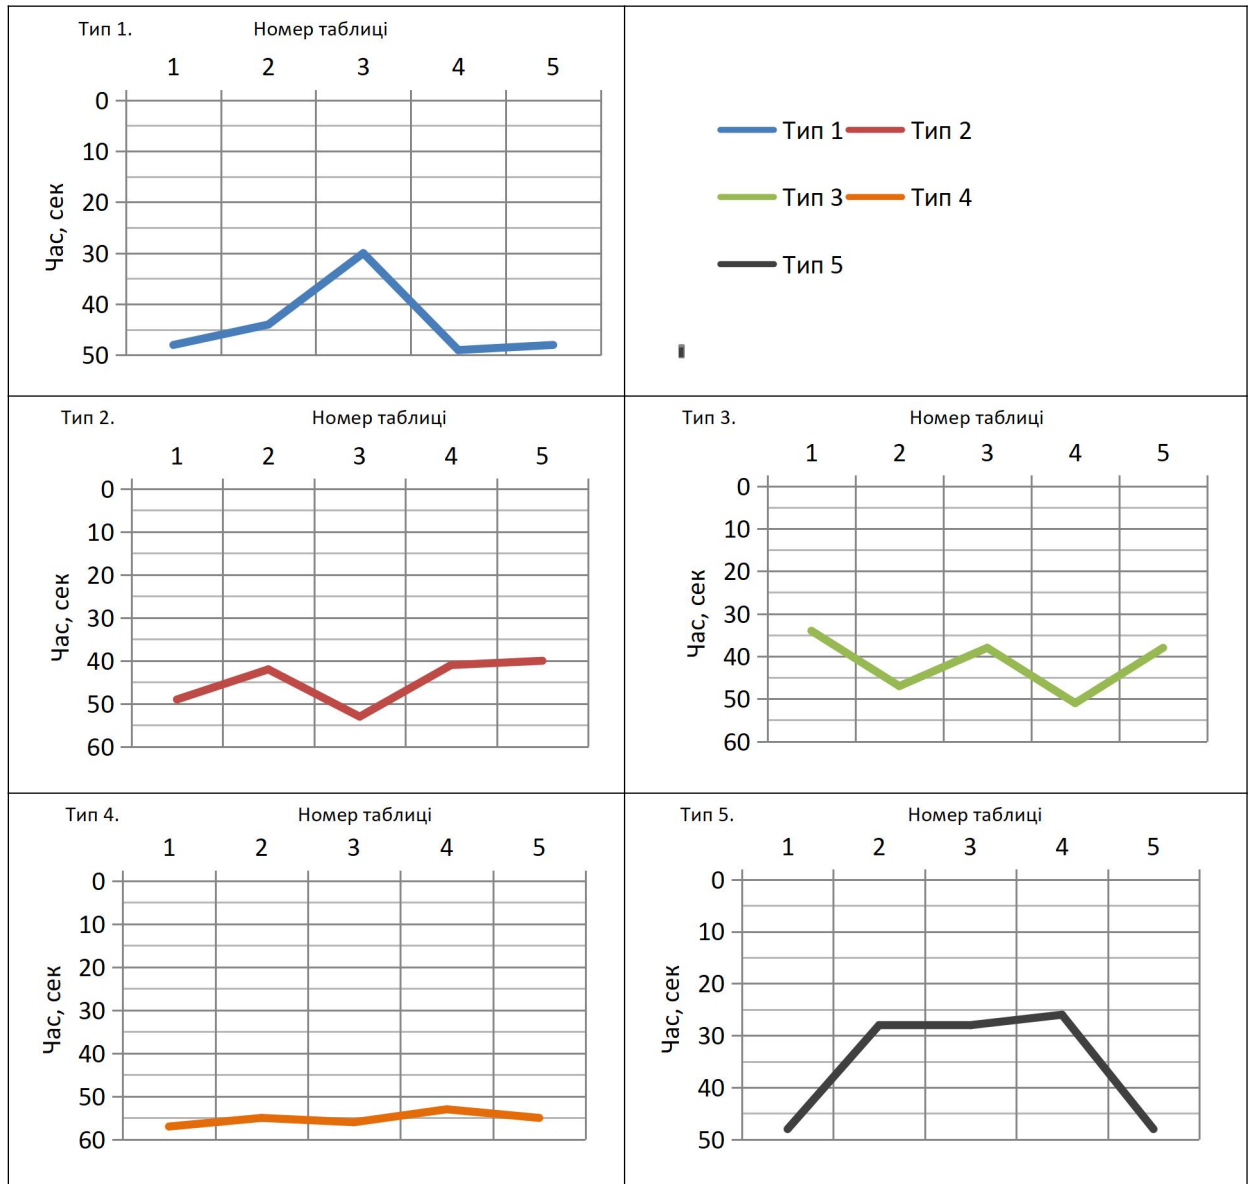 Тип 1. Номер таблиці
1 2 3 4 5
0
10
20
30
40
50
Час, сек
Тип 1 Тип 2
Тип 3 Тип 4
Тип 5
Тип 2. Номер таблиці
1 2 3 4 5
0
10
20
30
40
50
60
Час, сек
Тип 3. Номер таблиці
1 2 3 4 5
0
10
20
30
40
50
60
Час, сек
Тип 4. Номер таблиці
1 2 3 4 5
0
10
20
30
40
50
60
Час, сек
Тип 5. Номер таблиці
1 2 3 4 5
0
10
20
30
40
50
Час, сек